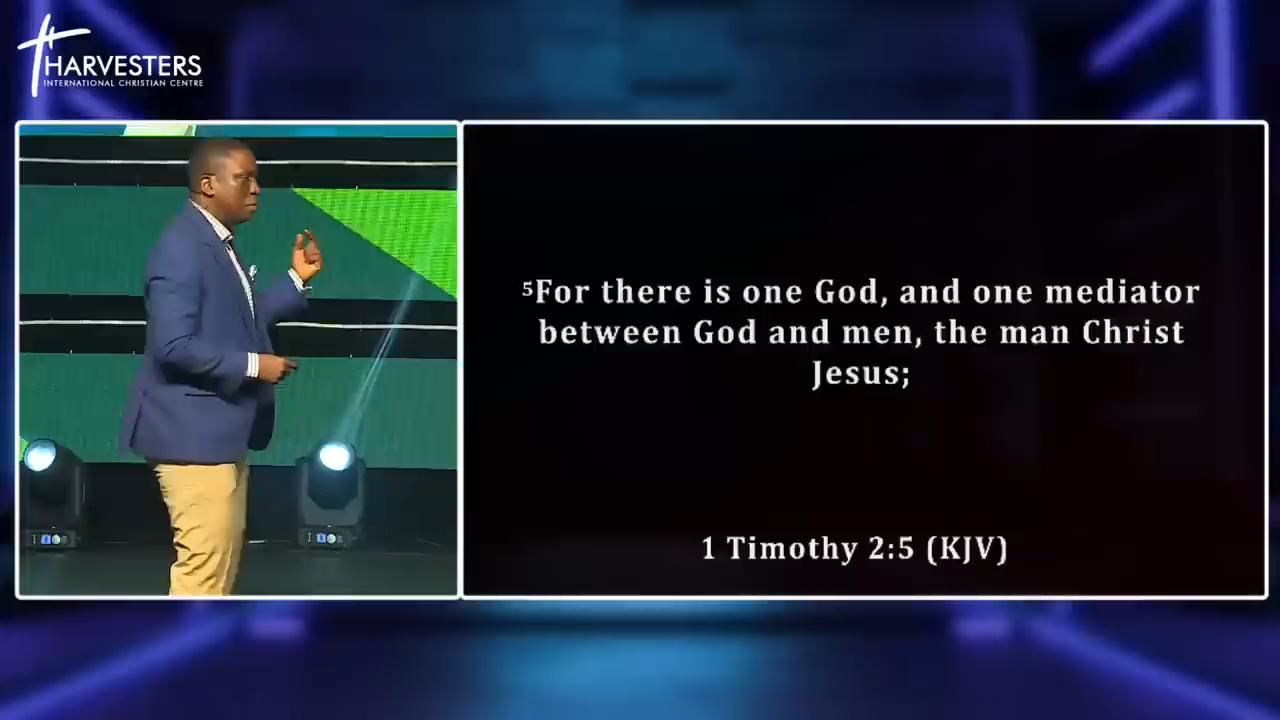 HARVESTERS
INTERNATIONAL CHRISTIAN CENTRE
⁵For there is one God, and one mediator
between God and men, the man Christ
Jesus;
1 Timothy 2:5 (KJV)